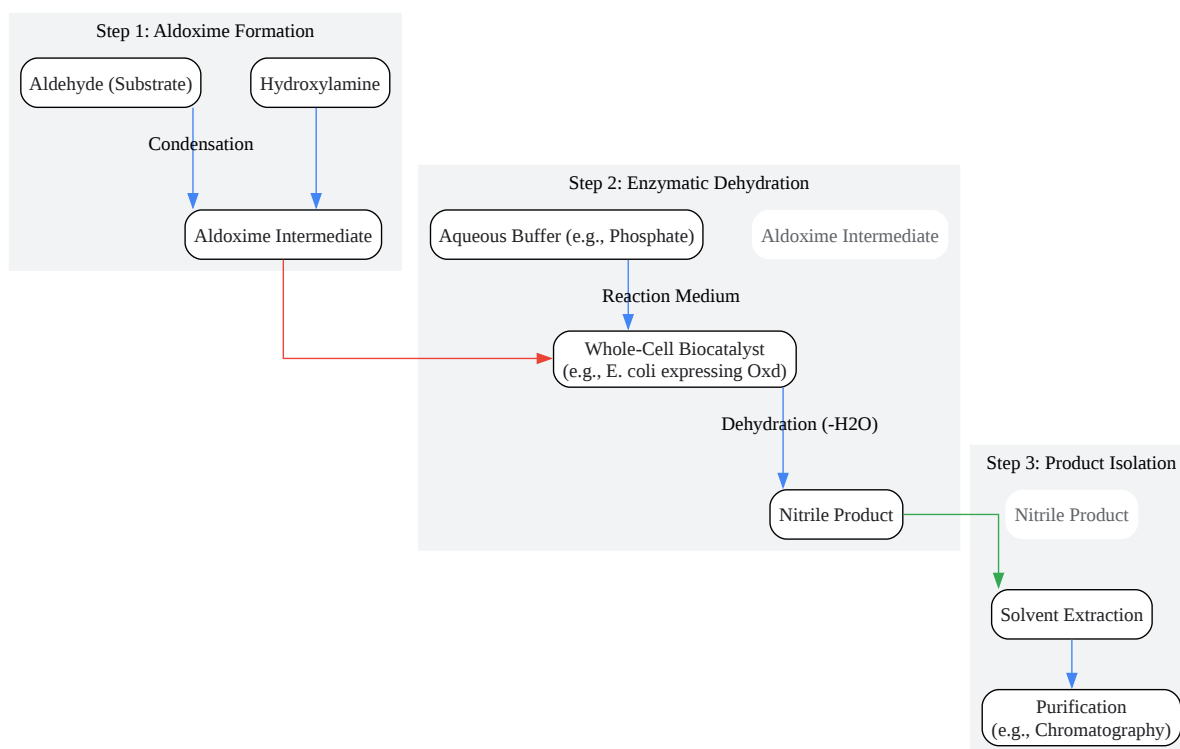 Step 1: Aldoxime Formation
Aldehyde (Substrate)
Hydroxylamine
Condensation
Aldoxime Intermediate
Step 2: Enzymatic Dehydration
Aqueous Buffer (e.g., Phosphate)
Aldoxime Intermediate
Reaction Medium
Whole-Cell Biocatalyst
(e.g., E. coli expressing Oxd)
Dehydration (-H2O)
Nitrile Product
Step 3: Product Isolation
Nitrile Product
Solvent Extraction
Purification
(e.g., Chromatography)